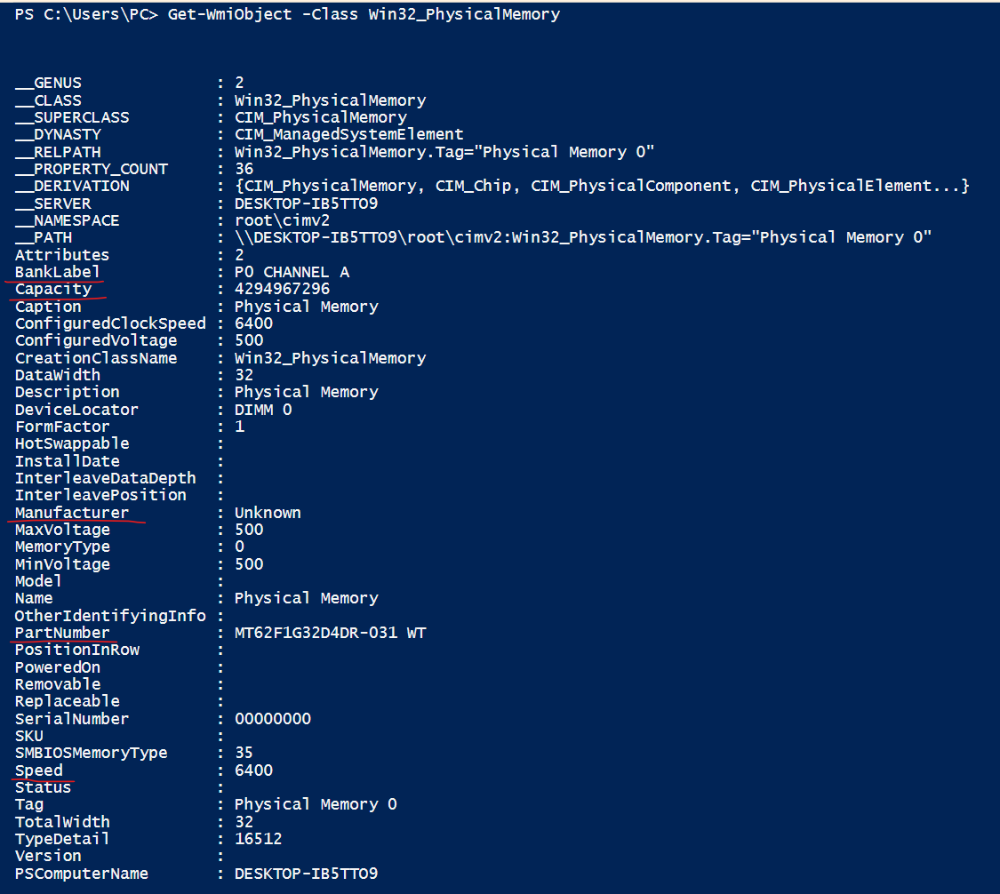 PS C:\Users\PC> Get-WmiObject -Class Win32_PhysicalMemory
__GENUS : 2
__CLASS : Win32_PhysicalMemory
__SUPERCLASS : CIM_PhysicalMemory
__DYNASTY : CIM_ManagedSystemElement
__RELPATH : Win32_PhysicalMemory.Tag="Physical Memory 0"
__PROPERTY_COUNT : 36
__DERIVATION : {CIM_PhysicalMemory, CIM_Chip, CIM_PhysicalComponent, CIM_PhysicalElement...}
__SERVER : DESKTOP-IB5TTO9
__NAMESPACE : root\cimv2
__PATH : \\DESKTOP-IB5TTO9\root\cimv2:Win32_PhysicalMemory.Tag="Physical Memory 0"
Attributes : 2
BankLabel : P0 CHANNEL A
Capacity : 4294967296
Caption : Physical Memory
ConfiguredClockSpeed : 6400
ConfiguredVoltage : 500
CreationClassName : Win32_PhysicalMemory
DataWidth : 32
Description : Physical Memory
DeviceLocator : DIMM 0
FormFactor : 1
HotSwappable :
InstallDate :
InterleaveDataDepth :
InterleavePosition :
Manufacturer : Unknown
MaxVoltage : 500
MemoryType : 0
MinVoltage : 500
Model :
Name : Physical Memory
OtherIdentifyingInfo :
PartNumber : MT62F1G32D4DR-031 WT
PositionInRow :
PoweredOn :
Removable :
Replaceable :
SerialNumber : 00000000
SKU :
SMBIOSMemoryType : 35
Speed : 6400
Status :
Tag : Physical Memory 0
TotalWidth : 32
TypeDetail : 16512
Version :
PSComputerName : DESKTOP-IB5TTO9